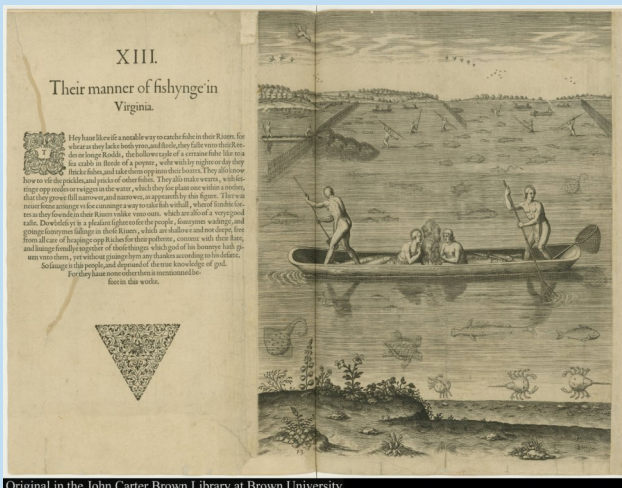 XIII.
Their manner of fishynge in
Virginia.
T
Hey haue likewise a notable way to catche fishe in their Riuers. for
whear as they lacke both yron, and steele, they faste vnto their Ree-
des or longe Rodds, the hollowe tayle of a certaine fishe like to a
sea crabb in steede of a poynte, wehr with by nighte or day they
stricke fishes, and take them opp into their boates. They also know
how to vse the prickles, and pricks of other fishes. They also make weares, with set-
tinge opp reedes or twigges in the water, which they soe plant one within a nother,
that they growe still narrower, and narrower, as appeareth by this figure. Ther was
neuer seene amonge vs soe cunninge a way to take fish withall, wherof sondrie sor-
tes as they fownde in their Riuers vnlike vnto ours. which are also of a very good
taste. Dowbtless yt is a pleasant sighte to see the people, somtymes wadinge, and
goinge somtymes sailinge in those Riuers, which are shallowe and not deepe, free
from all care of heapinge opp Riches for their posterite, content with their state,
and liuinge frendlye together of those thinges which god of his bountye hath gi-
uen vnto them, yet without giuinge hym any thankes according to his desarte.
So sauage is this people, and depriued of the true knowledge of god.
For they haue none other then is mentionned be-
fore in this worke.
13
Original in the John Carter Brown Library at Brown University